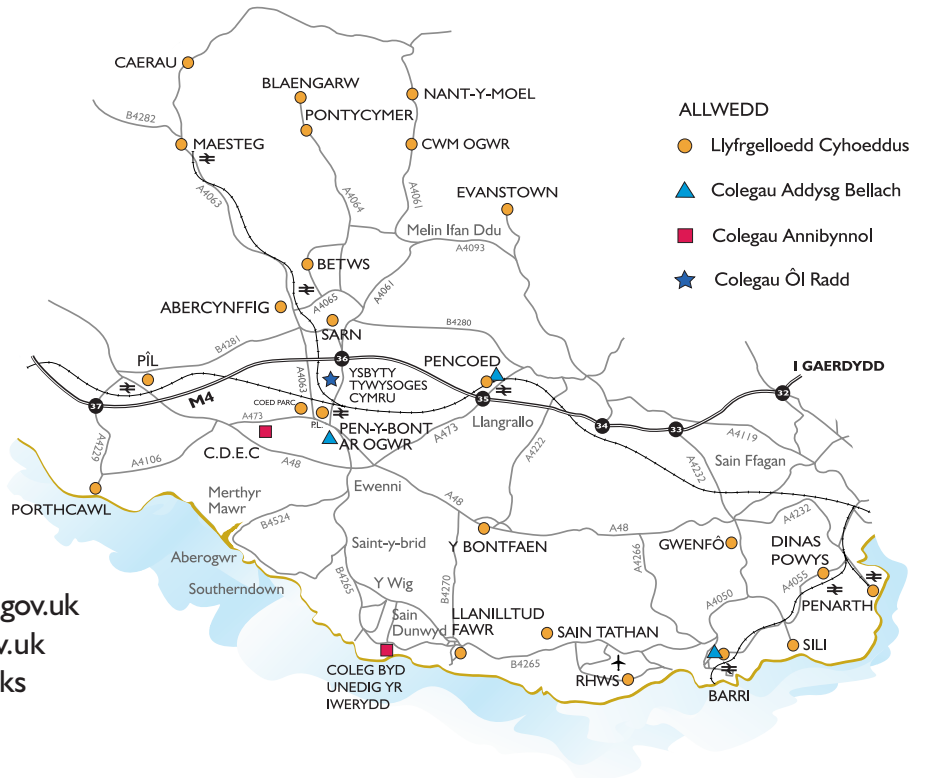 CAERAU
BLAENGARW
NANT-Y-MOEL
B4282
PONTYCYMER
MAESTEG
CWM OGWR
A4063
A4064
A4061
EVANSTOWN
Melin Ifan Ddu
A4093
BETWS
A4061
A4065
ABERCYNFFIG
SARN
B4280
B4281
PÎL
36
PENCOED
I GAERDYDD
YSBYTY
TYWYSOGES
CYMRU
A4063
M4
37
COED PARC
P.L.
35
32
34
33
A473
PEN-Y-BONT
AR OGWR
A473
Llangrallo
A4119
A4229
C.D.E.C
A48
A4222
Sain Ffagan
A4106
A4232
PORTHCAWL
Merthyr
Mawr
Ewenni
A48
B4524
A48
A4232
Saint-y-brid
Y BONTFAEN
GWENFÔ
DINAS
POWYS
Aberogwr
A4266
Southerndown
B4265
Y Wig
B4270
A4050
A4055
PENARTH
gov.uk
Sain
Dunwyd
LLANILLTUD
FAWR
SAIN TATHAN
v.uk
SILI
ks
COLEG BYD
UNEDIG YR
IWERYDD
B4265
RHWS
BARRI
ALLWEDD
Llyfrgelloedd Cyhoeddus
Colegau Addysg Bellach
Colegau Annibynnol
Colegau Ôl Radd